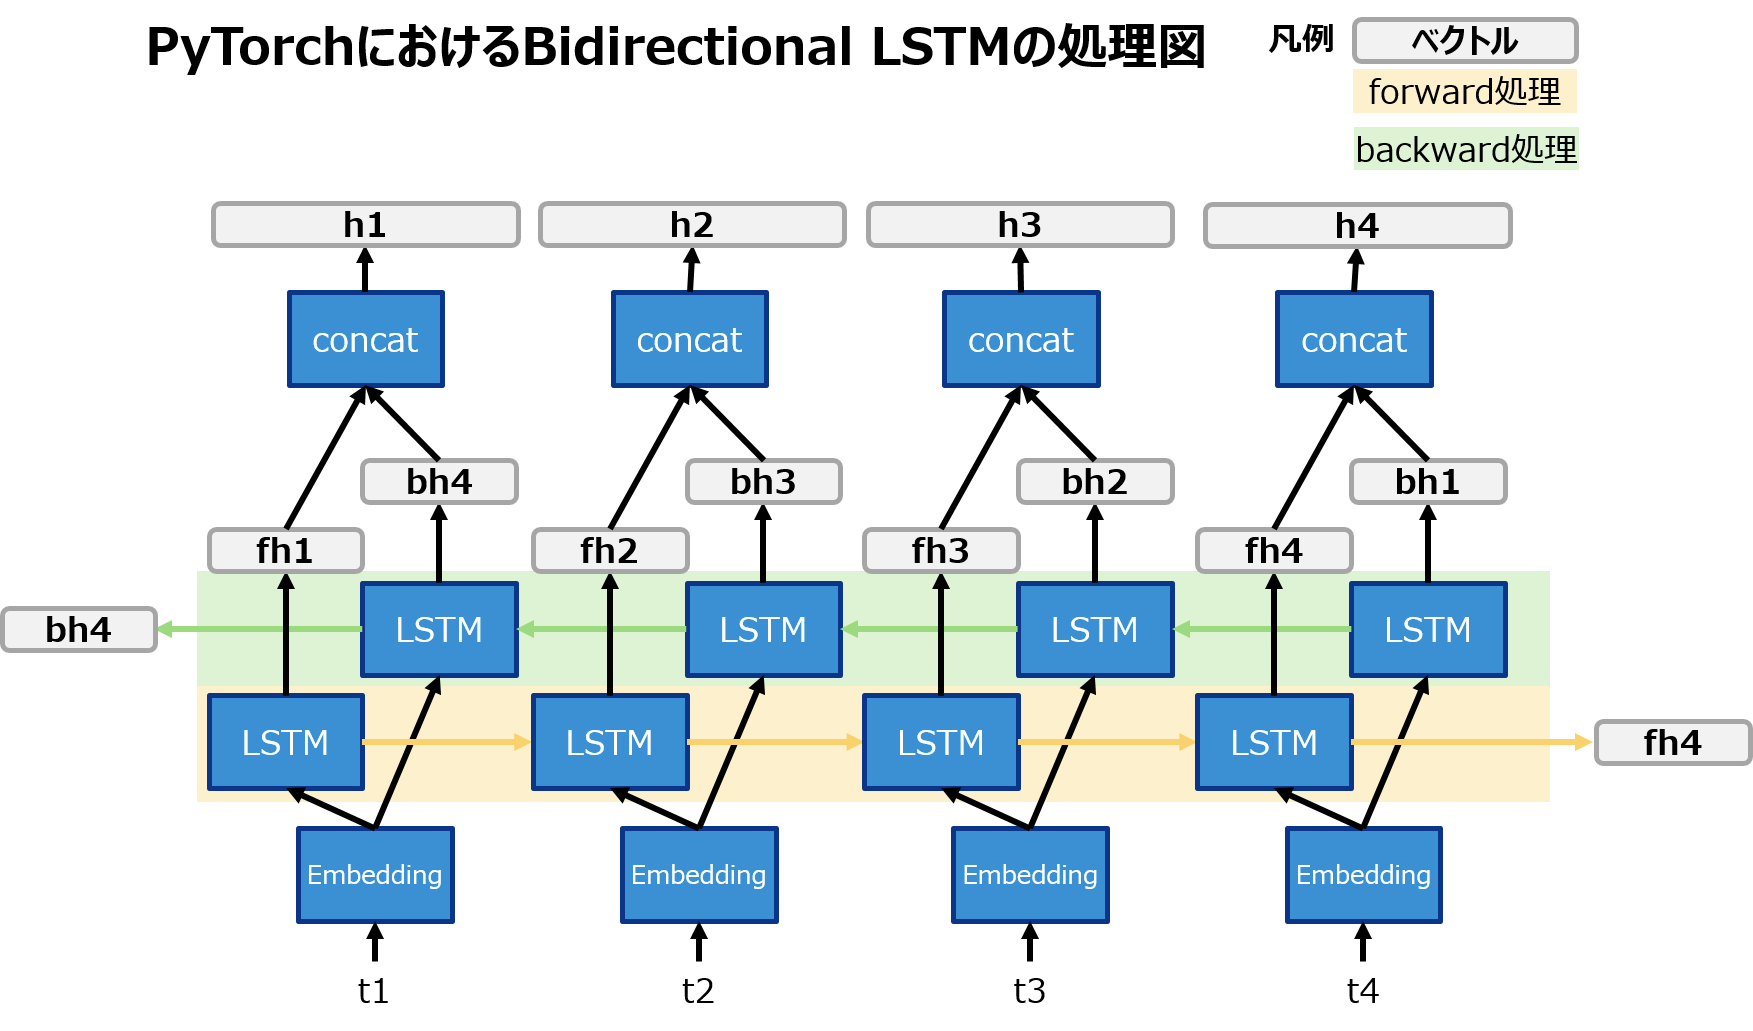 PyTorchにおけるBidirectional LSTMの処理図
凡例
ベクトル
forward処理
backward処理
h1
h2
h3
h4
concat
concat
concat
concat
bh4
bh3
bh2
bh1
fh1
fh2
fh3
fh4
bh4
LSTM
LSTM
LSTM
LSTM
LSTM
LSTM
LSTM
LSTM
fh4
Embedding
Embedding
Embedding
Embedding
t1
t2
t3
t4